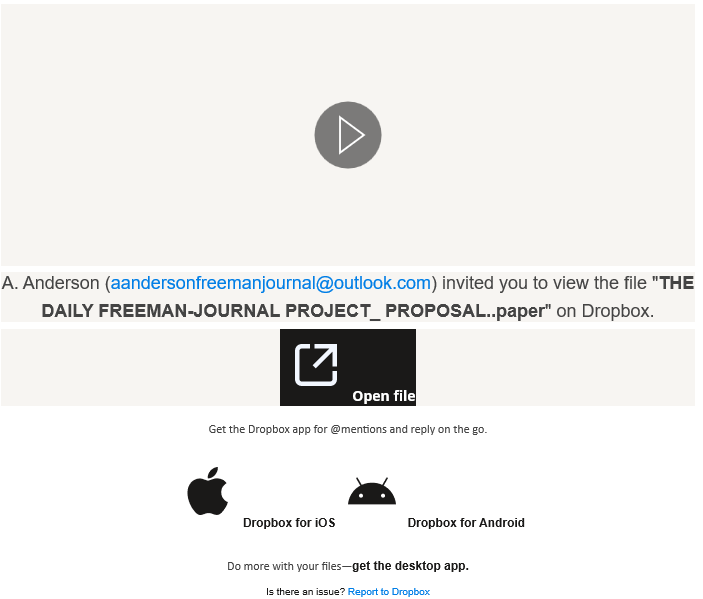 A. Anderson (aandersonfreemanjournal@outlook.com) invited you to view the file "THE
DAILY FREEMAN-JOURNAL PROJECT_ PROPOSAL..paper" on Dropbox.
Open file
Get the Dropbox app for @mentions and reply on the go.
Dropbox for iOS Dropbox for Android
Do more with your files—get the desktop app.
Is there an issue? Report to Dropbox